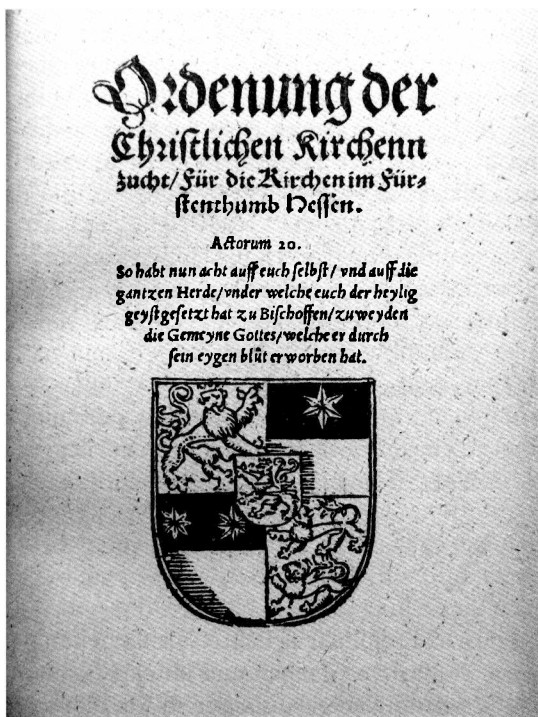 Ordenung der
Christlichen Kirchenn
zucht/Für die Kirchen im Für-
stenthumb Hessen.
Actorum 20.
So habt nun acht auff euch selbst/ vnd auff die
gantzen Herde/vnder welche euch der heylig
geyst gesetzt hat zu Bischoffen/zu weyden
die Gemeyne Gottes/welche er durch
sein eygen blůt erworben hat.